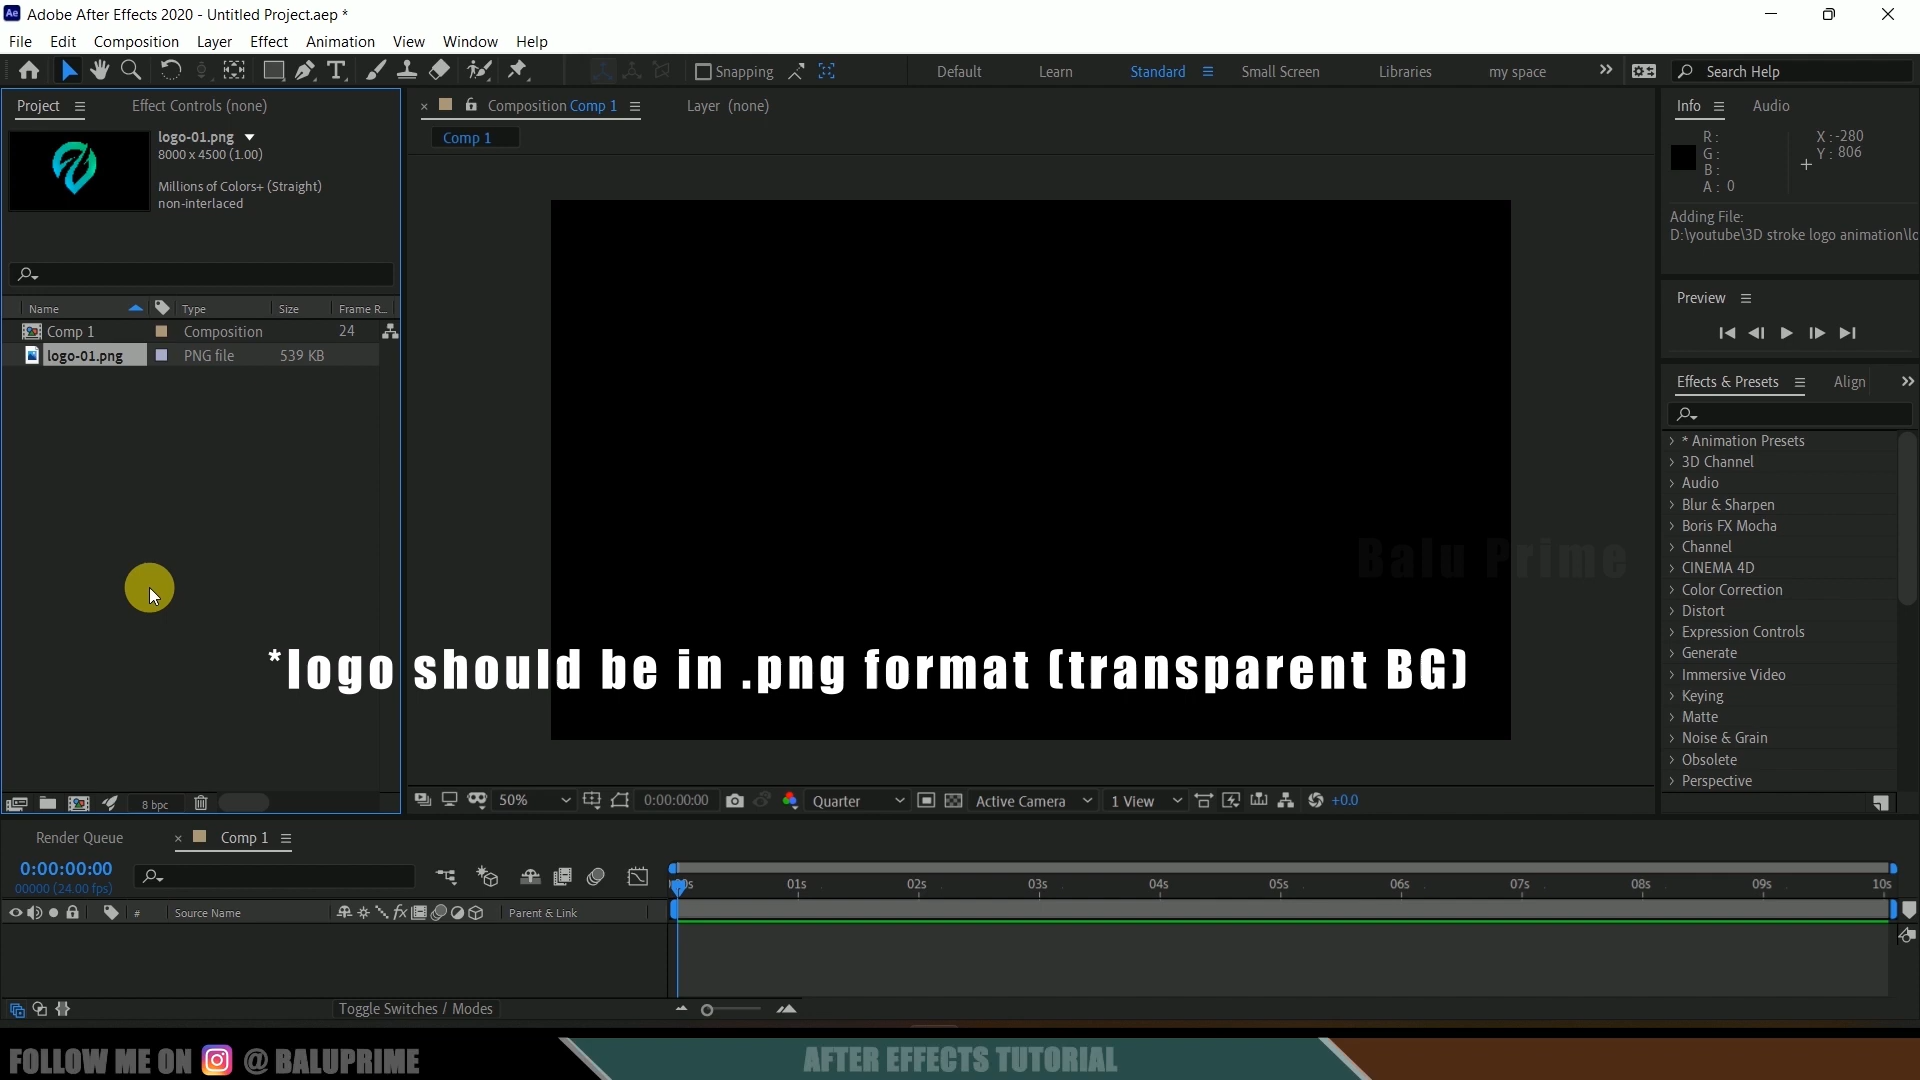 Ae Adobe After Effects 2020 - Untitled Project.aep *
File Edit Composition Layer Effect Animation View Window Help
Snapping Default Learn Standard Small Screen Libraries my space Search Help
Project Effect Controls (none)
Composition Comp 1 Layer (none)
Info Audio
logo-01.png
8000 x 4500 (1.00)
Millions of Colors+ (Straight)
non-interlaced
Comp 1
R :
G :
B :
A : 0
X : -280
Y : 806
Adding File:
D:\youtube\3D stroke logo animation\lo
Name Type Size Frame R...
Comp 1 Composition 24
logo-01.png PNG file 539 KB
Preview
Effects & Presets Align
* Animation Presets
3D Channel
Audio
Blur & Sharpen
Boris FX Mocha
Channel
CINEMA 4D
Color Correction
Distort
Expression Controls
Generate
Immersive Video
Keying
Matte
Noise & Grain
Obsolete
Perspective
Balu Prime
*logo should be in .png format (transparent BG)
8 bpc
50% 0:00:00:00 Quarter Active Camera 1 View +0.0
Render Queue Comp 1
0:00:00:00
00000 (24.00 fps)
01s 02s 03s 04s 05s 06s 07s 08s 09s 10s
# Source Name Parent & Link
Toggle Switches / Modes
FOLLOW ME ON @ BALUPRIME
AFTER EFFECTS TUTORIAL